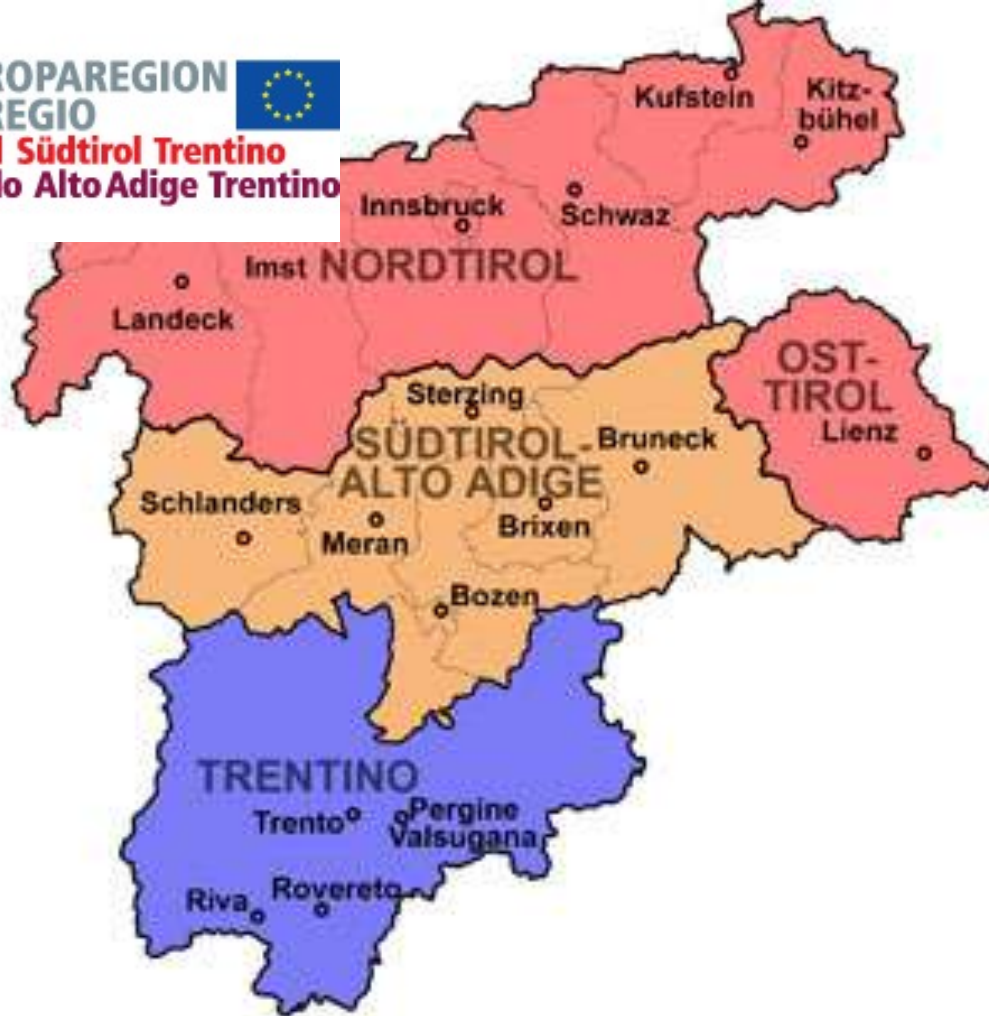 ROPAREGION
REGIO
l Südtirol Trentino
lo Alto Adige Trentino
Kufstein
Kitz-
bühel
Innsbruck
Schwaz
Imst NORDTIROL
Landeck
OST-
TIROL
Lienz
Sterzing
SÜDTIROL-
ALTO ADIGE
Bruneck
Schlanders
Meran
Brixen
Bozen
TRENTINO
Trento
Pergine
Valsugana
Riva
Rovereto